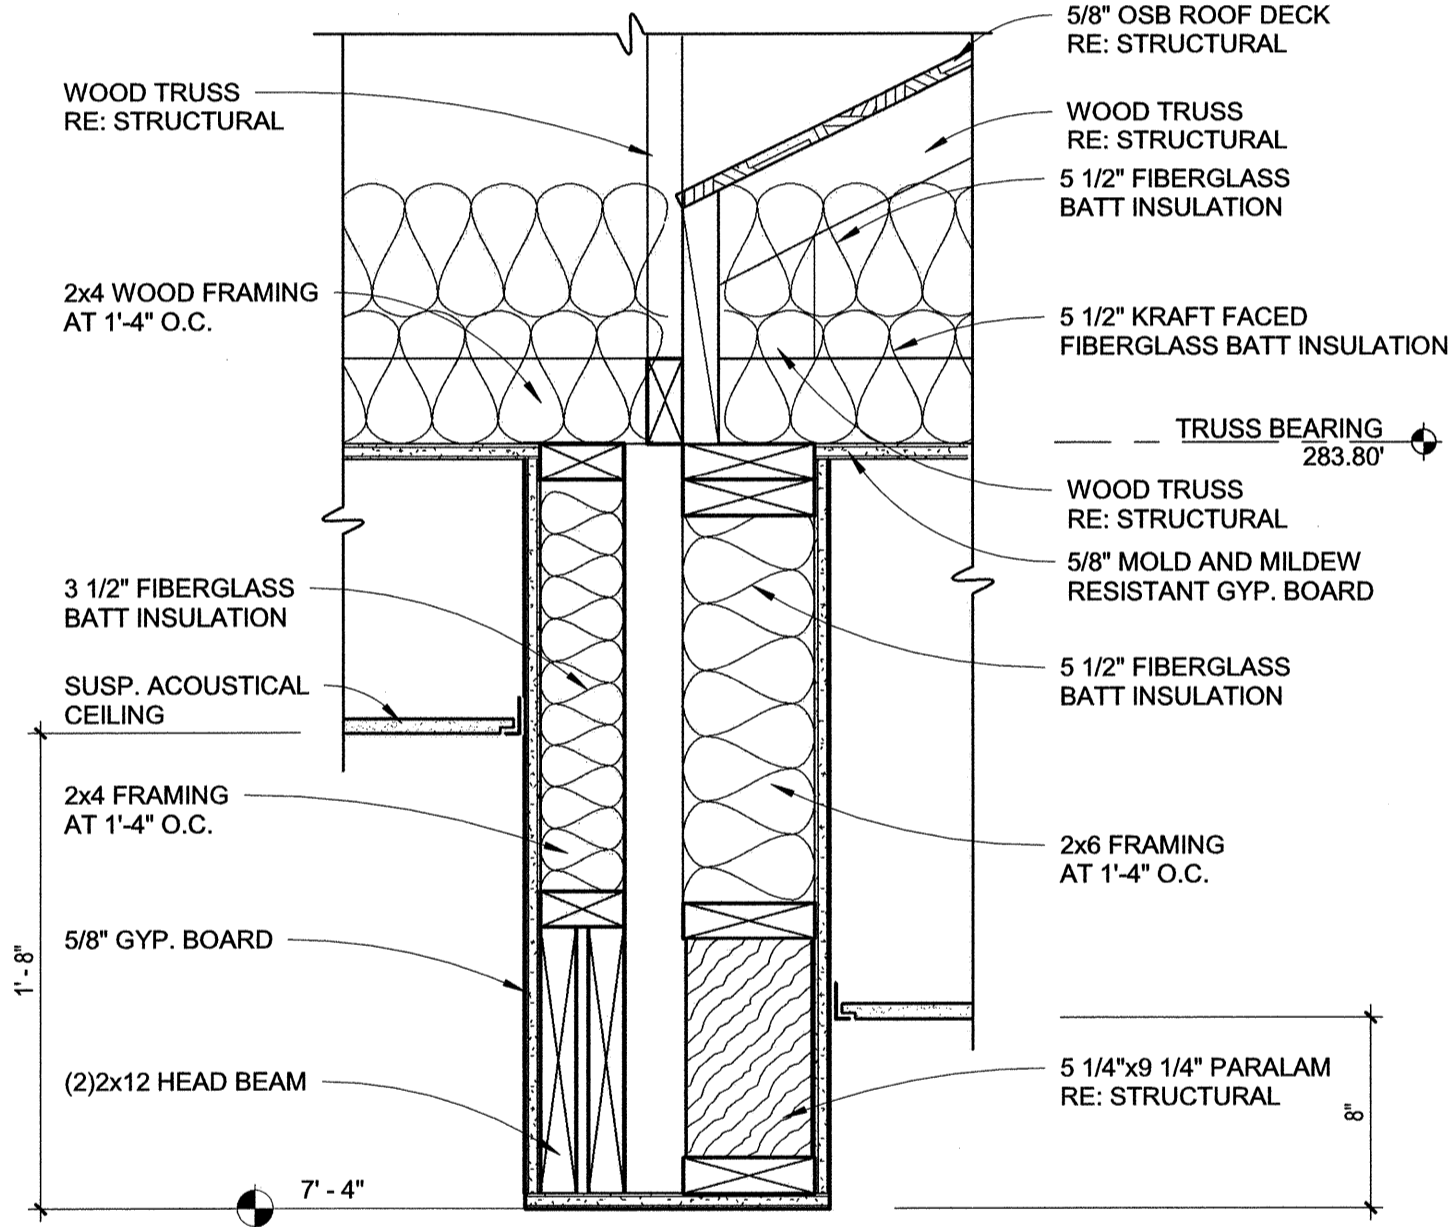 5/8" OSB ROOF DECK
RE: STRUCTURAL
WOOD TRUSS
RE: STRUCTURAL
WOOD TRUSS
RE: STRUCTURAL
5 1/2" FIBERGLASS
BATT INSULATION
2x4 WOOD FRAMING
AT 1'-4" O.C.
5 1/2" KRAFT FACED
FIBERGLASS BATT INSULATION
TRUSS BEARING
283.80'
WOOD TRUSS
RE: STRUCTURAL
5/8" MOLD AND MILDEW
RESISTANT GYP. BOARD
3 1/2" FIBERGLASS
BATT INSULATION
5 1/2" FIBERGLASS
BATT INSULATION
SUSP. ACOUSTICAL
CEILING
2x4 FRAMING
AT 1'-4" O.C.
2x6 FRAMING
AT 1'-4" O.C.
5/8" GYP. BOARD
1' - 8"
(2)2x12 HEAD BEAM
5 1/4"x9 1/4" PARALAM
RE: STRUCTURAL
8"
7' - 4"